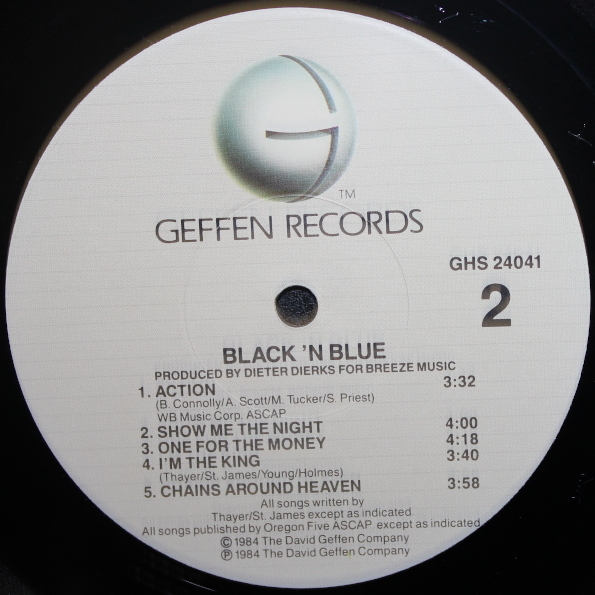 TM
GEFFEN RECORDS
GHS 24041
2
BLACK 'N BLUE
PRODUCED BY DIETER DIERKS FOR BREEZE MUSIC
1. ACTION 3:32
(B. Connolly/A. Scott/M. Tucker/S. Priest)
WB Music Corp. ASCAP
2. SHOW ME THE NIGHT 4:00
3. ONE FOR THE MONEY 4:18
4. I'M THE KING 3:40
(Thayer/St. James/Young/Holmes)
5. CHAINS AROUND HEAVEN 3:58
All songs written by
Thayer/St. James except as indicated
All songs published by Oregon Five ASCAP except as indicated
© 1984 The David Geffen Company
℗ 1984 The David Geffen Company